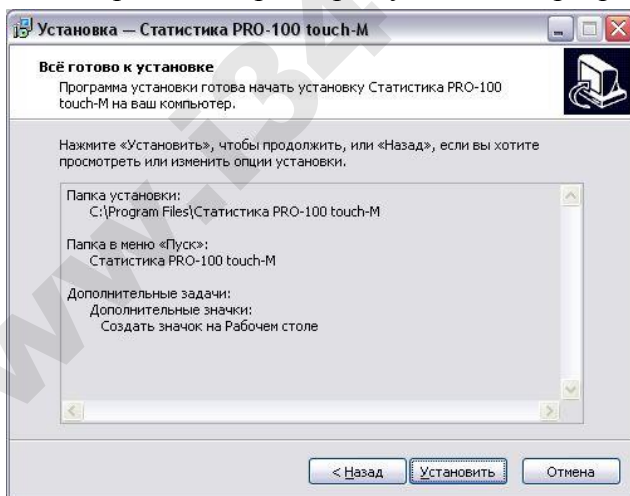 Установка — Статистика PRO-100 touch-M
Всё готово к установке
Программа установки готова начать установку Статистика PRO-100
touch-M на ваш компьютер.
Нажмите «Установить», чтобы продолжить, или «Назад», если вы хотите
просмотреть или изменить опции установки.
Папка установки:
C:\Program Files\Статистика PRO-100 touch-M
Папка в меню «Пуск»:
Статистика PRO-100 touch-M
Дополнительные задачи:
Дополнительные значки:
Создать значок на Рабочем столе
< Назад
Установить
Отмена
www.i34